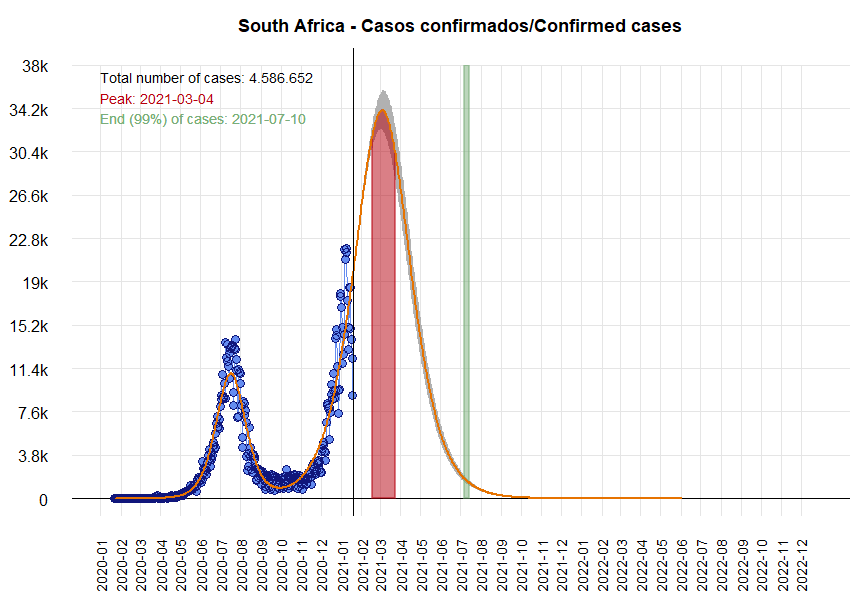 South Africa - Casos confirmados/Confirmed cases
Total number of cases: 4.586.652
Peak: 2021-03-04
End (99%) of cases: 2021-07-10
38k
34.2k
30.4k
26.6k
22.8k
19k
15.2k
11.4k
7.6k
3.8k
0
2020-01
2020-02
2020-03
2020-04
2020-05
2020-06
2020-07
2020-08
2020-09
2020-10
2020-11
2020-12
2021-01
2021-02
2021-03
2021-04
2021-05
2021-06
2021-07
2021-08
2021-09
2021-10
2021-11
2021-12
2022-01
2022-02
2022-03
2022-04
2022-05
2022-06
2022-07
2022-08
2022-09
2022-10
2022-11
2022-12